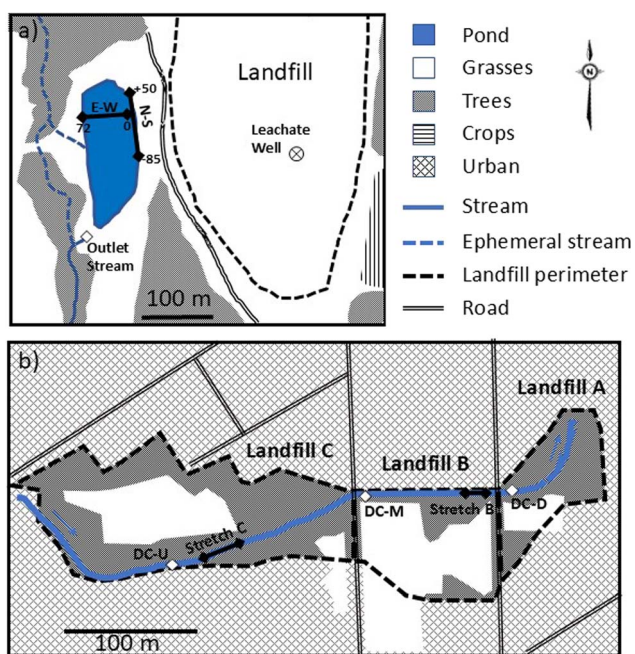 a)
Landfill
+50
E-W
N-S
72
0
-85
Leachate
Well
Outlet
Stream
100 m
Pond
Grasses
Trees
Crops
Urban
Stream
Ephemeral stream
Landfill perimeter
Road
N
b)
Landfill A
Landfill C
Landfill B
DC-M
Stretch B
DC-D
DC-U
Stretch C
100 m